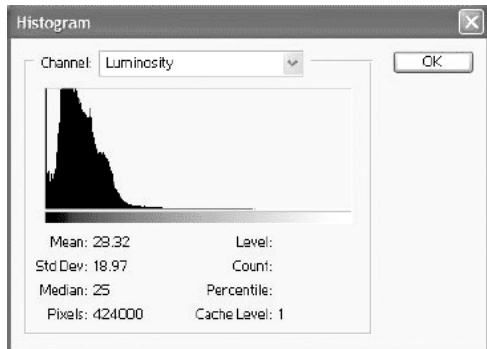 Histogram
Channel: Luminosity
OK
Mean: 28.32 Level:
Std Dev: 18.97 Count:
Median: 25 Percentile:
Pixels: 424000 Cache Level: 1